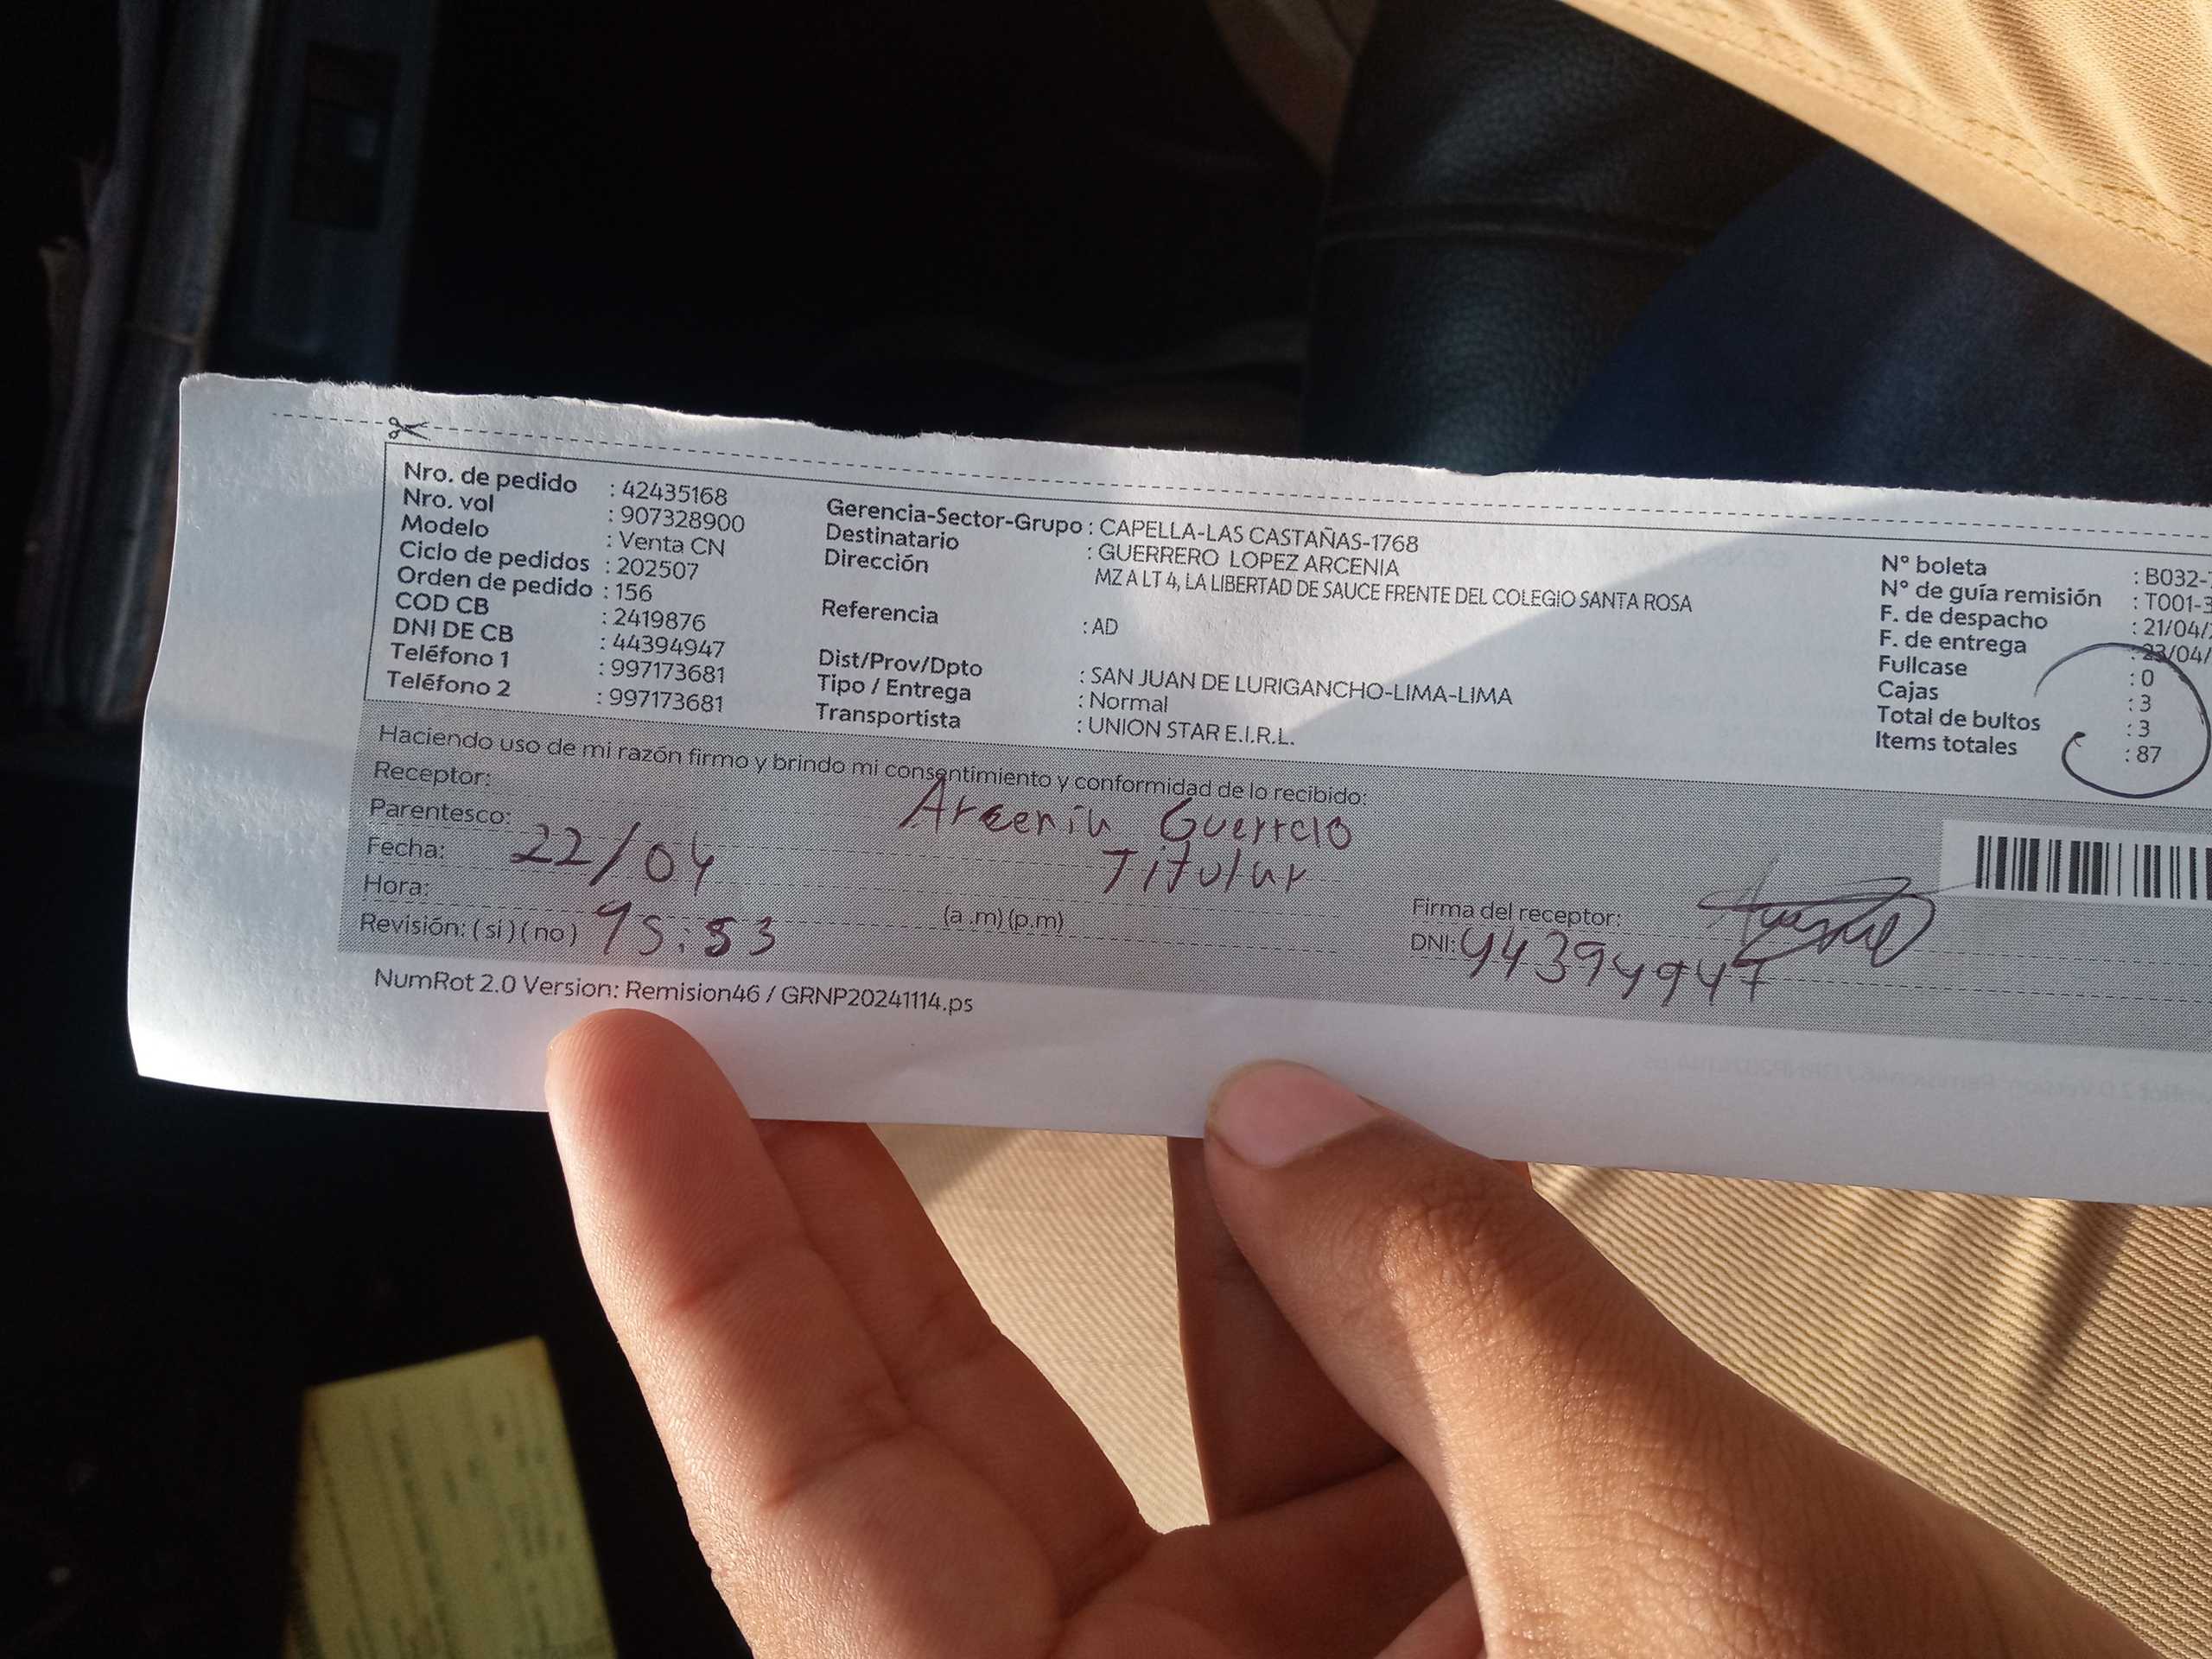 Nro. de pedido : 42435168
Nro. vol : 907328900
Modelo : Venta CN
Ciclo de pedidos : 202507
Orden de pedido : 156
COD CB : 2419876
DNI DE CB : 44394947
Teléfono 1 : 997173681
Teléfono 2 : 997173681
Gerencia-Sector-Grupo : CAPELLA-LAS CASTAÑAS-1768
Destinatario : GUERRERO LOPEZ ARCENIA
Dirección MZ A LT 4, LA LIBERTAD DE SAUCE FRENTE DEL COLEGIO SANTA ROSA
Referencia : AD
Dist/Prov/Dpto : SAN JUAN DE LURIGANCHO-LIMA-LIMA
Tipo / Entrega : Normal
Transportista : UNION STAR E.I.R.L.
N° boleta : B032-
N° de guía remisión : T001-3
F. de despacho : 21/04/
F. de entrega : 23/04/
Fullcase : 0
Cajas : 3
Total de bultos : 3
Items totales : 87
Haciendo uso de mi razón firmo y brindo mi consentimiento y conformidad de lo recibido:
Receptor: Arcenia Guerrero
Parentesco: Titular
Fecha: 22/04
Hora: 15:53 (a.m) (p.m)
Revisión: ( si ) ( no )
Firma del receptor:
DNI: 44394947
NumRot 2.0 Version: Remision46 / GRNP20241114.ps